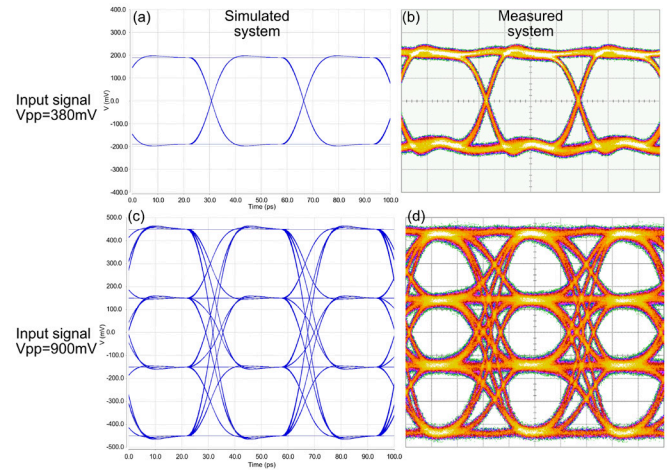 Simulated
system
Measured
system
(a)
(b)
400.0
300.0
200.0
100.0
0.0
-100.0
-200.0
-300.0
-400.0
V (mV)
0.0 10.0 20.0 30.0 40.0 50.0 60.0 70.0 80.0 90.0 100.0
Time (ps)
Input signal
Vpp=380mV
(c)
(d)
500.0
400.0
300.0
200.0
100.0
0.0
-100.0
-200.0
-300.0
-400.0
-500.0
V (mV)
0.0 10.0 20.0 30.0 40.0 50.0 60.0 70.0 80.0 90.0 100.0
Time (ps)
Input signal
Vpp=900mV